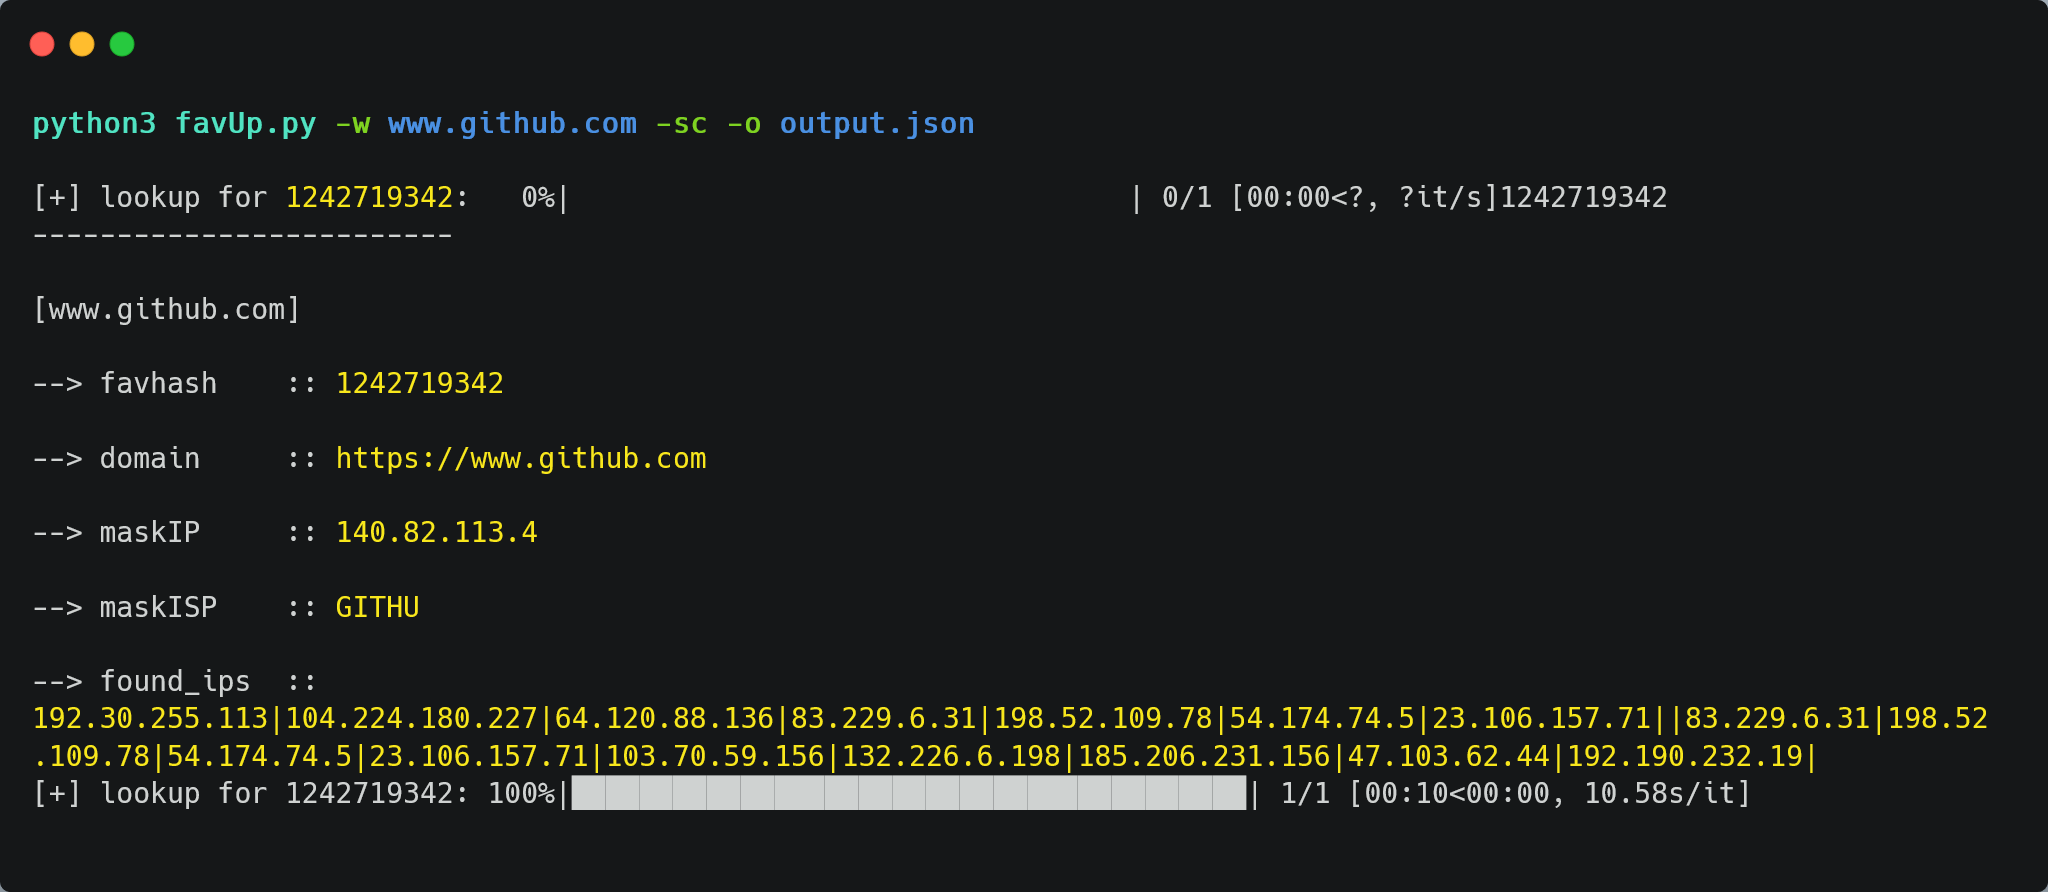 python3 favUp.py -w www.github.com -sc -o output.json
[+] lookup for 1242719342:   0%|                                  | 0/1 [00:00<?, ?it/s]1242719342
-------------------------
[www.github.com]
--> favhash    :: 1242719342
--> domain     :: https://www.github.com
--> maskIP     :: 140.82.113.4
--> maskISP    :: GITHU
--> found_ips  ::
192.30.255.113|104.224.180.227|64.120.88.136|83.229.6.31|198.52.109.78|54.174.74.5|23.106.157.71||83.229.6.31|198.52
.109.78|54.174.74.5|23.106.157.71|103.70.59.156|132.226.6.198|185.206.231.156|47.103.62.44|192.190.232.19|
[+] lookup for 1242719342: 100%|████████████████████████████████████████| 1/1 [00:10<00:00, 10.58s/it]